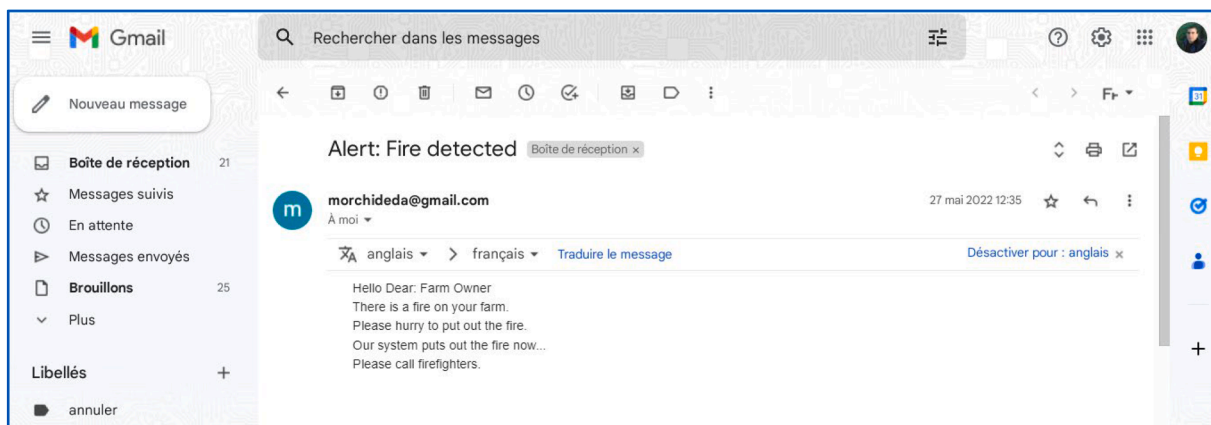 Gmail
Rechercher dans les messages
Nouveau message
Fr
31
Boîte de réception 21
Messages suivis
En attente
Messages envoyés
Brouillons 25
Plus
Libellés
annuler
Alert: Fire detected Boîte de réception ×
m
morchideda@gmail.com 27 mai 2022 12:35
À moi
anglais > français Traduire le message Désactiver pour : anglais ×
Hello Dear: Farm Owner
There is a fire on your farm.
Please hurry to put out the fire.
Our system puts out the fire now...
Please call firefighters.